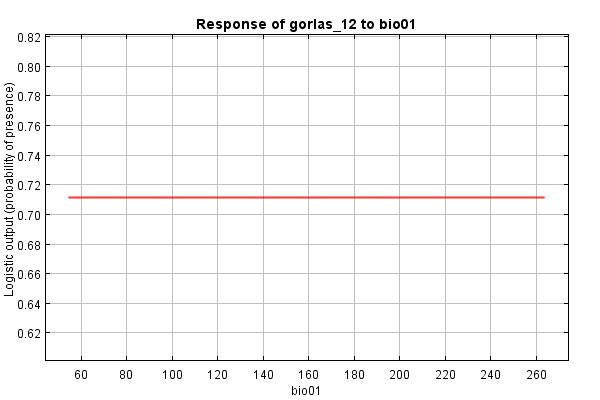 Response of gorlas_12 to bio01
Logistic output (probability of presence)
0.82
0.80
0.78
0.76
0.74
0.72
0.70
0.68
0.66
0.64
0.62
60 80 100 120 140 160 180 200 220 240 260
bio01